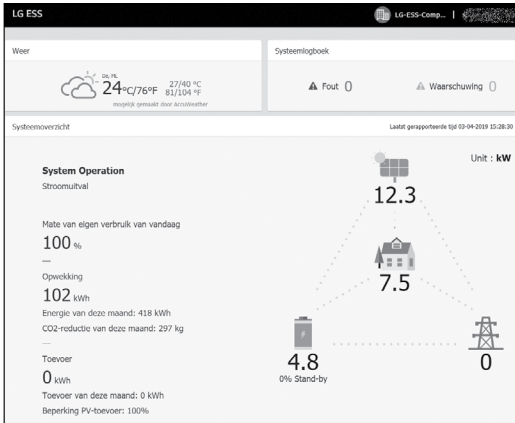 LG ESS
LG-ESS-Comp... |
Weer
Systeemlogboek
De, ML
24°C/76°F
27/40 °C
81/104 °F
mogelijk gemaakt door AccuWeather
Fout 0
Waarschuwing 0
Systeemoverzicht
Laatst gerapporteerde tijd 03-04-2019 15:28:30
Unit : kW
System Operation
Stroomuitval
Mate van eigen verbruik van vandaag
100 %
Opwekking
102 kWh
Energie van deze maand: 418 kWh
CO2-reductie van deze maand: 297 kg
Toevoer
0 kWh
Toevoer van deze maand: 0 kWh
Beperking PV-toevoer: 100%
12.3
7.5
4.8
0% Stand-by
0